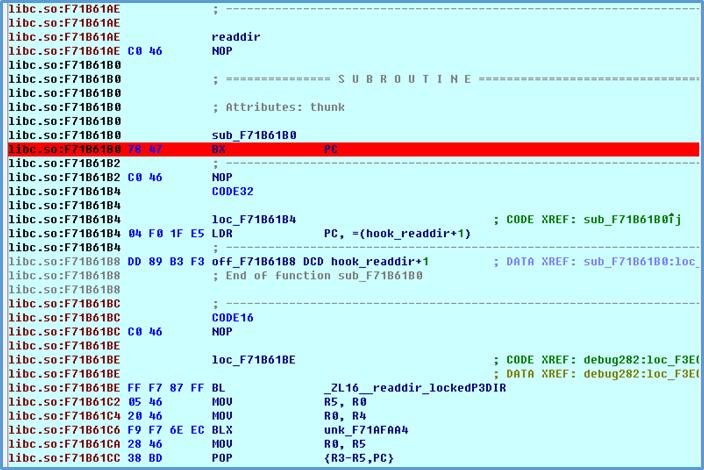 libc.so:F71B61AE ; ---------------------------------------------------------------
libc.so:F71B61AE
libc.so:F71B61AE readdir
libc.so:F71B61AE C0 46 NOP
libc.so:F71B61B0
libc.so:F71B61B0 ; =============== S U B R O U T I N E ===============================
libc.so:F71B61B0
libc.so:F71B61B0 ; Attributes: thunk
libc.so:F71B61B0
libc.so:F71B61B0 sub_F71B61B0
libc.so:F71B61B0 78 47 BX PC
libc.so:F71B61B2 ; ---------------------------------------------------------------
libc.so:F71B61B2 C0 46 NOP
libc.so:F71B61B4 CODE32
libc.so:F71B61B4
libc.so:F71B61B4 loc_F71B61B4 ; CODE XREF: sub_F71B61B0↑j
libc.so:F71B61B4 04 F0 1F E5 LDR PC, =(hook_readdir+1)
libc.so:F71B61B4 ; ---------------------------------------------------------------
libc.so:F71B61B8 DD 89 B3 F3 off_F71B61B8 DCD hook_readdir+1 ; DATA XREF: sub_F71B61B0:loc_
libc.so:F71B61B8 ; End of function sub_F71B61B0
libc.so:F71B61B8
libc.so:F71B61BC ; ---------------------------------------------------------------
libc.so:F71B61BC CODE16
libc.so:F71B61BC C0 46 NOP
libc.so:F71B61BE
libc.so:F71B61BE loc_F71B61BE ; CODE XREF: debug282:loc_F3E0
libc.so:F71B61BE ; DATA XREF: debug282:loc_F3E0
libc.so:F71B61BE FF F7 87 FF BL _ZL16__readdir_lockedP3DIR
libc.so:F71B61C2 05 46 MOV R5, R0
libc.so:F71B61C4 20 46 MOV R0, R4
libc.so:F71B61C6 F9 F7 6E EC BLX unk_F71AFAA4
libc.so:F71B61CA 28 46 MOV R0, R5
libc.so:F71B61CC 38 BD POP {R3-R5,PC}